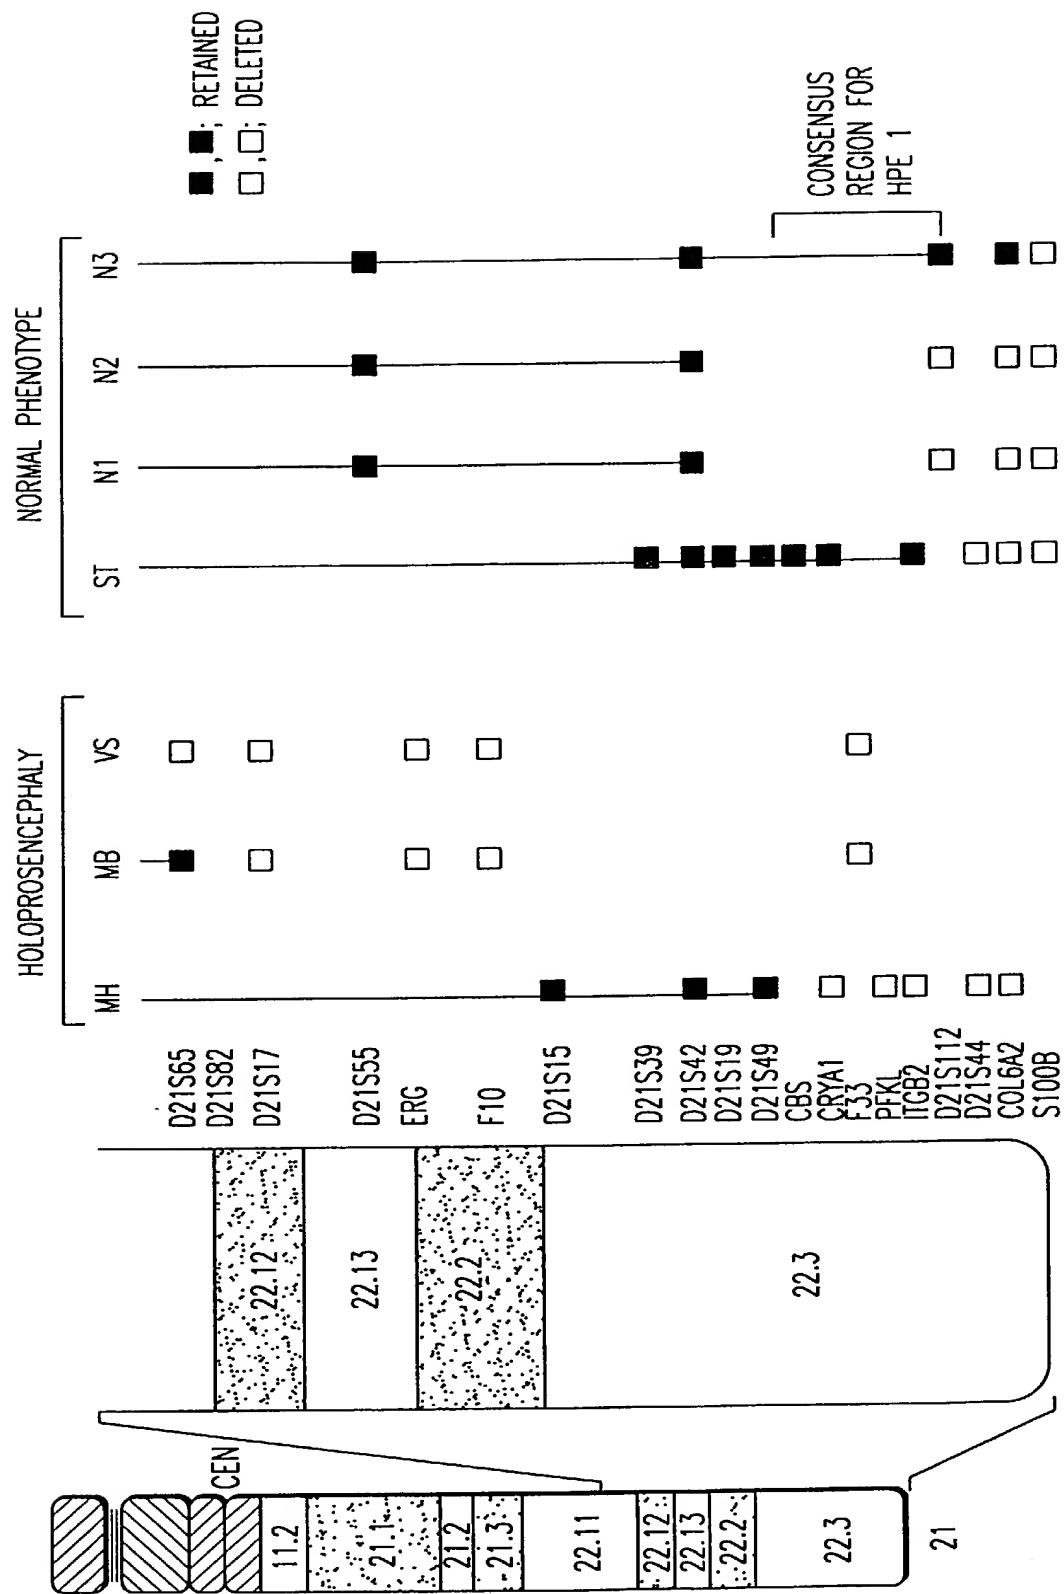 HOLOPROSENCEPHALY
NORMAL PHENOTYPE
MH MB VS ST N1 N2 N3
■,■; RETAINED
□,□; DELETED
CONSENSUS
REGION FOR
HPE 1
D21S65
D21S82
D21S17
D21S55
ERG
F10
D21S15
D21S39
D21S42
D21S19
D21S49
CBS
CRYA1
F33
PFKL
ITGB2
D21S112
D21S44
COL6A2
S100B
22.12
22.13
22.2
22.3
CEN
11.2
21.1
21.2
21.3
22.11
22.12
22.13
22.2
22.3
21